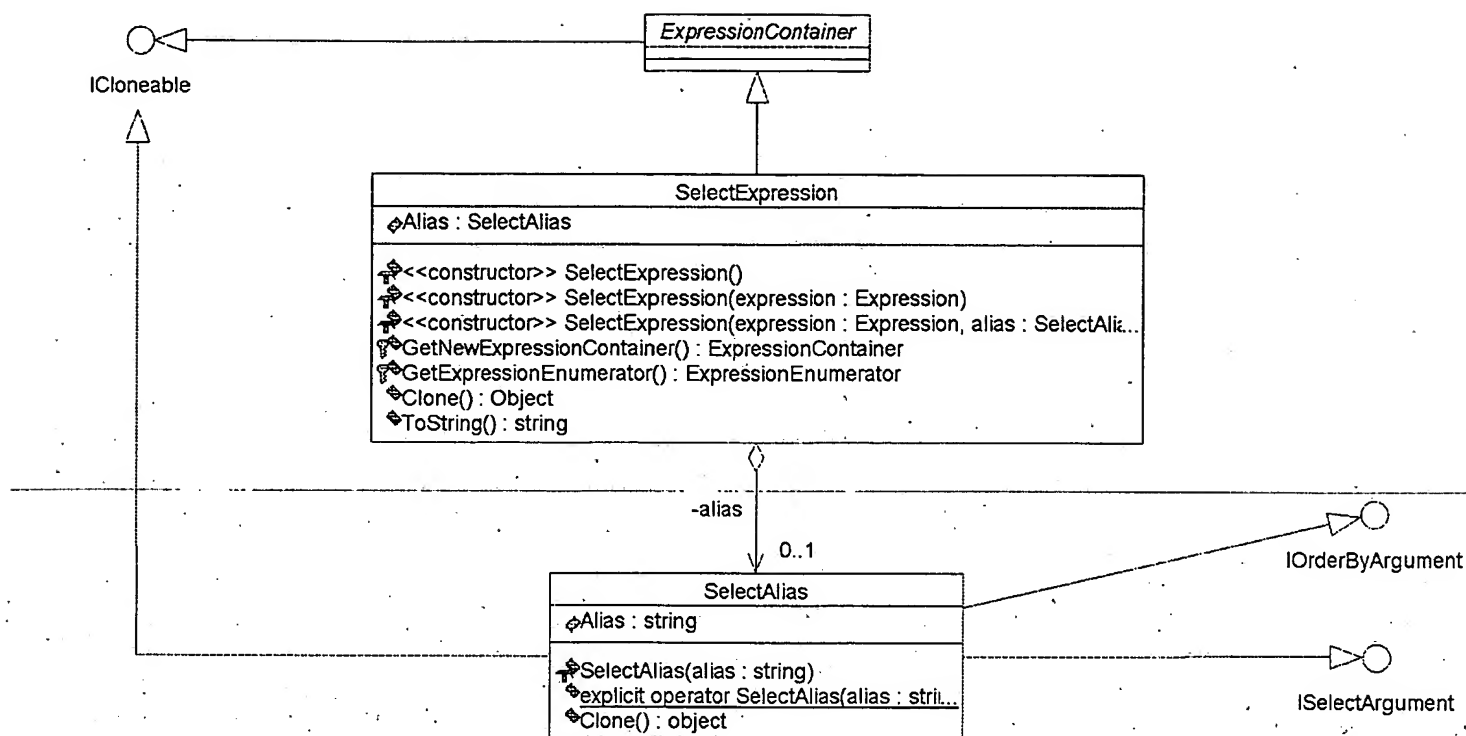 ExpressionContainer
ICloneable
SelectExpression
Alias : SelectAlias
<<constructor>> SelectExpression()
<<constructor>> SelectExpression(expression : Expression)
<<constructor>> SelectExpression(expression : Expression, alias : SelectAlia...
GetNewExpressionContainer() : ExpressionContainer
GetExpressionEnumerator() : ExpressionEnumerator
Clone() : Object
ToString() : string
-alias
0..1
IOrderByArgument
SelectAlias
Alias : string
SelectAlias(alias : string)
explicit operator SelectAlias(alias : strii...
Clone() : object
ISelectArgument